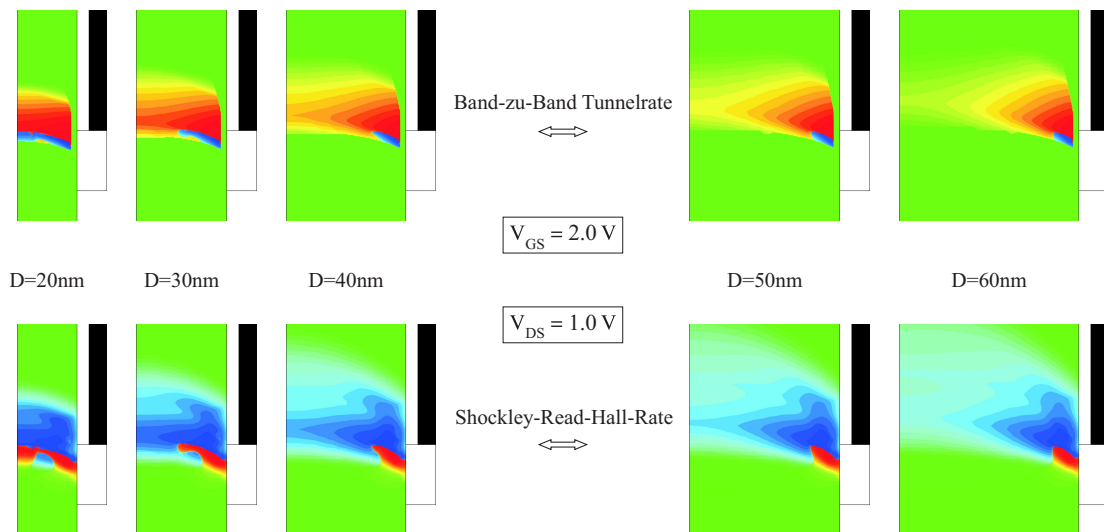 Band-zu-Band Tunnelrate
V_GS = 2.0 V
D=20nm D=30nm D=40nm D=50nm D=60nm
V_DS = 1.0 V
Shockley-Read-Hall-Rate